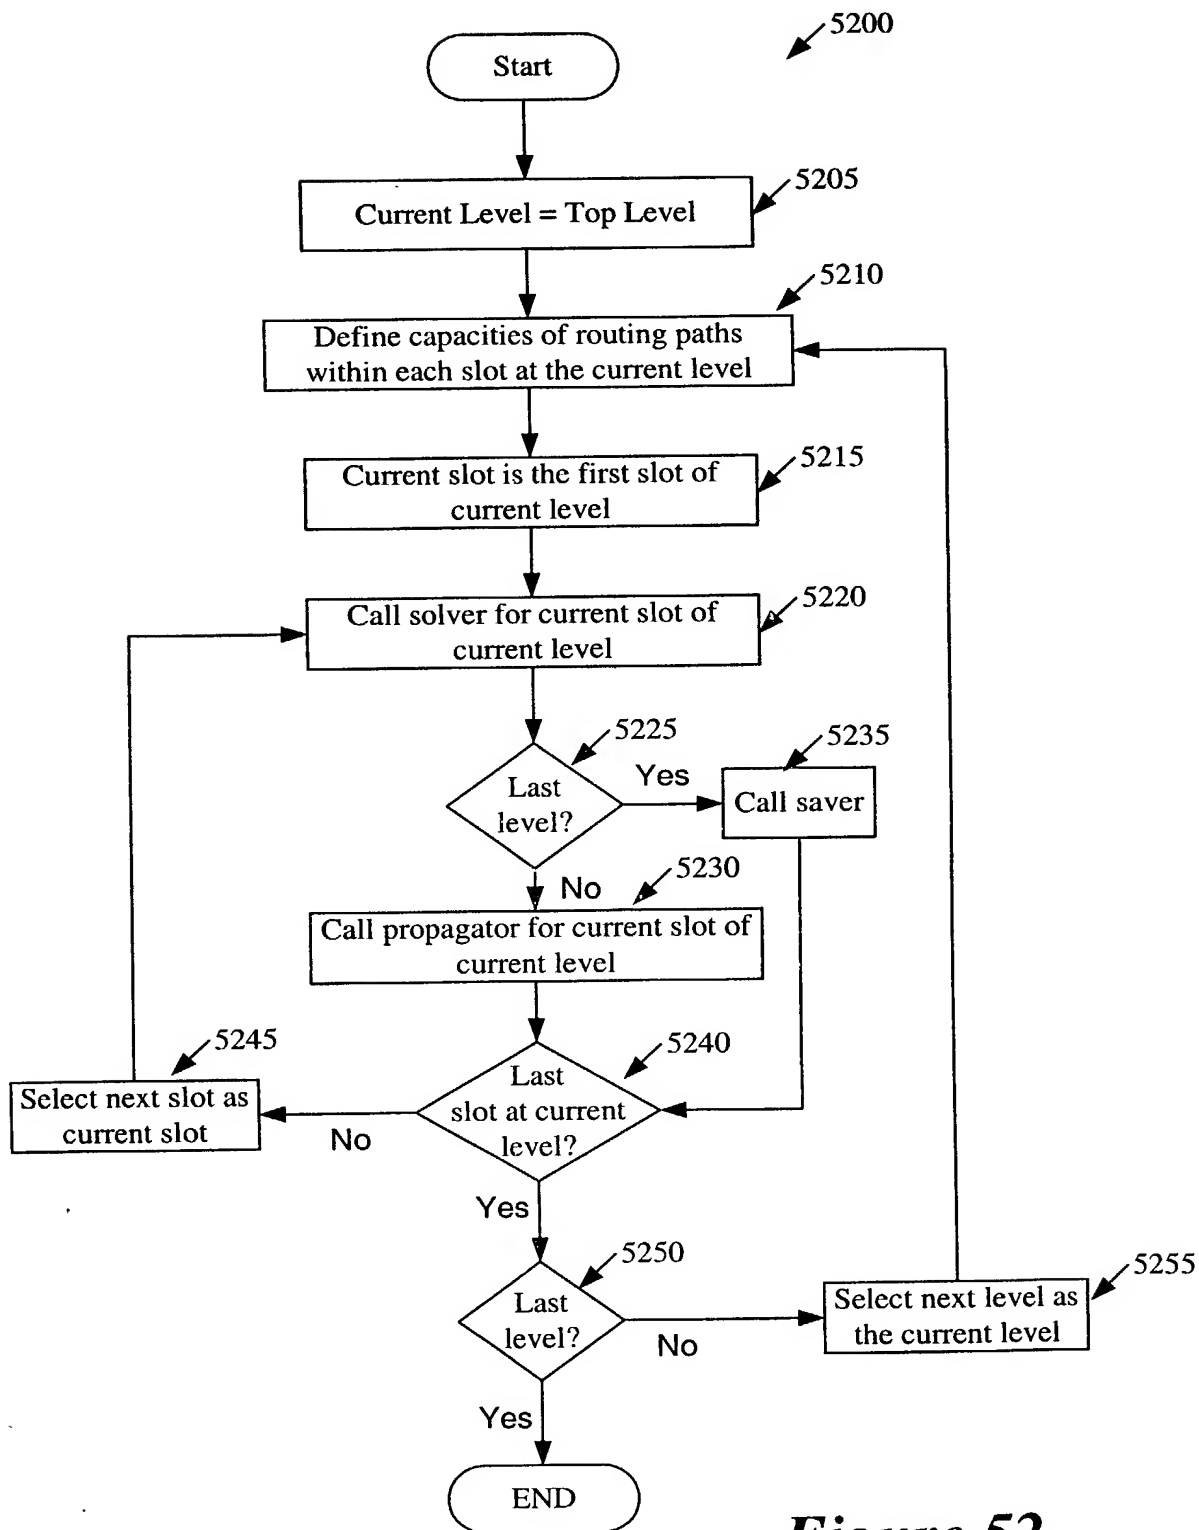 5200
Start
5205
Current Level = Top Level
5210
Define capacities of routing paths
within each slot at the current level
5215
Current slot is the first slot of
current level
5220
Call solver for current slot of
current level
5225
Last
level?
Yes
5235
Call saver
No
5230
Call propagator for current slot of
current level
5245
Select next slot as
current slot
No
5240
Last
slot at current
level?
Yes
5250
Last
level?
No
5255
Select next level as
the current level
Yes
END
Figure 52